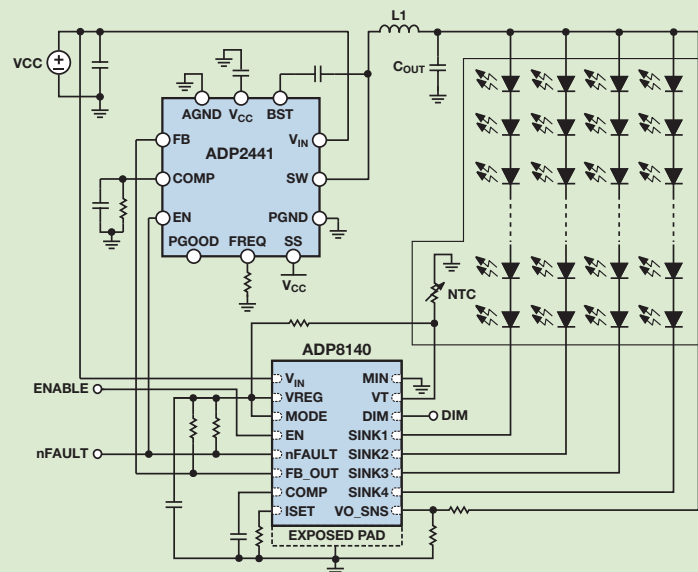 L1
VCC
COUT
AGND
VCC
BST
FB
VIN
ADP2441
COMP
SW
EN
PGND
PGOOD
FREQ
SS
VCC
NTC
ADP8140
VIN
MIN
ENABLE
VREG
VT
MODE
DIM
DIM
EN
SINK1
nFAULT
nFAULT
SINK2
FB_OUT
SINK3
COMP
SINK4
ISET
VO_SNS
EXPOSED PAD